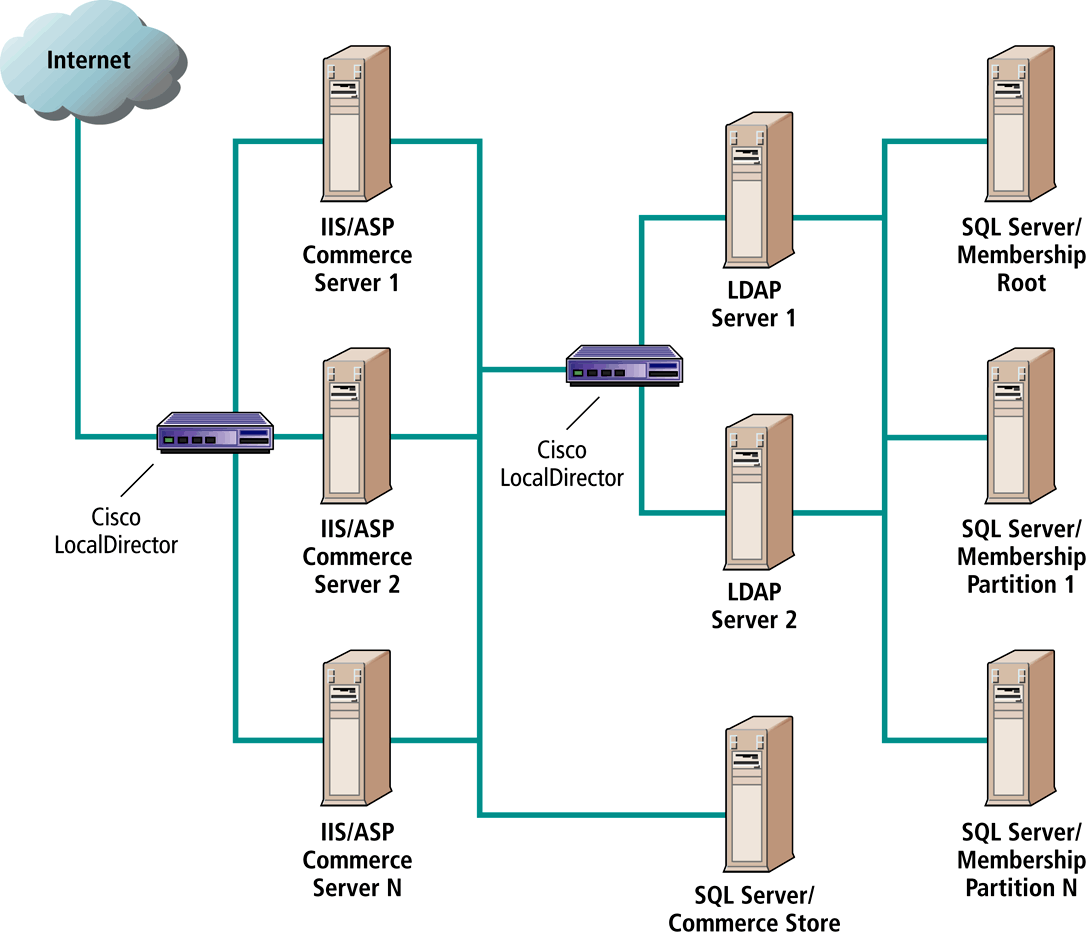 Internet
IIS/ASP
Commerce
Server 1
SQL Server/
Membership
Root
LDAP
Server 1
Cisco
LocalDirector
Cisco
LocalDirector
IIS/ASP
Commerce
Server 2
SQL Server/
Membership
Partition 1
LDAP
Server 2
IIS/ASP
Commerce
Server N
SQL Server/
Commerce Store
SQL Server/
Membership
Partition N